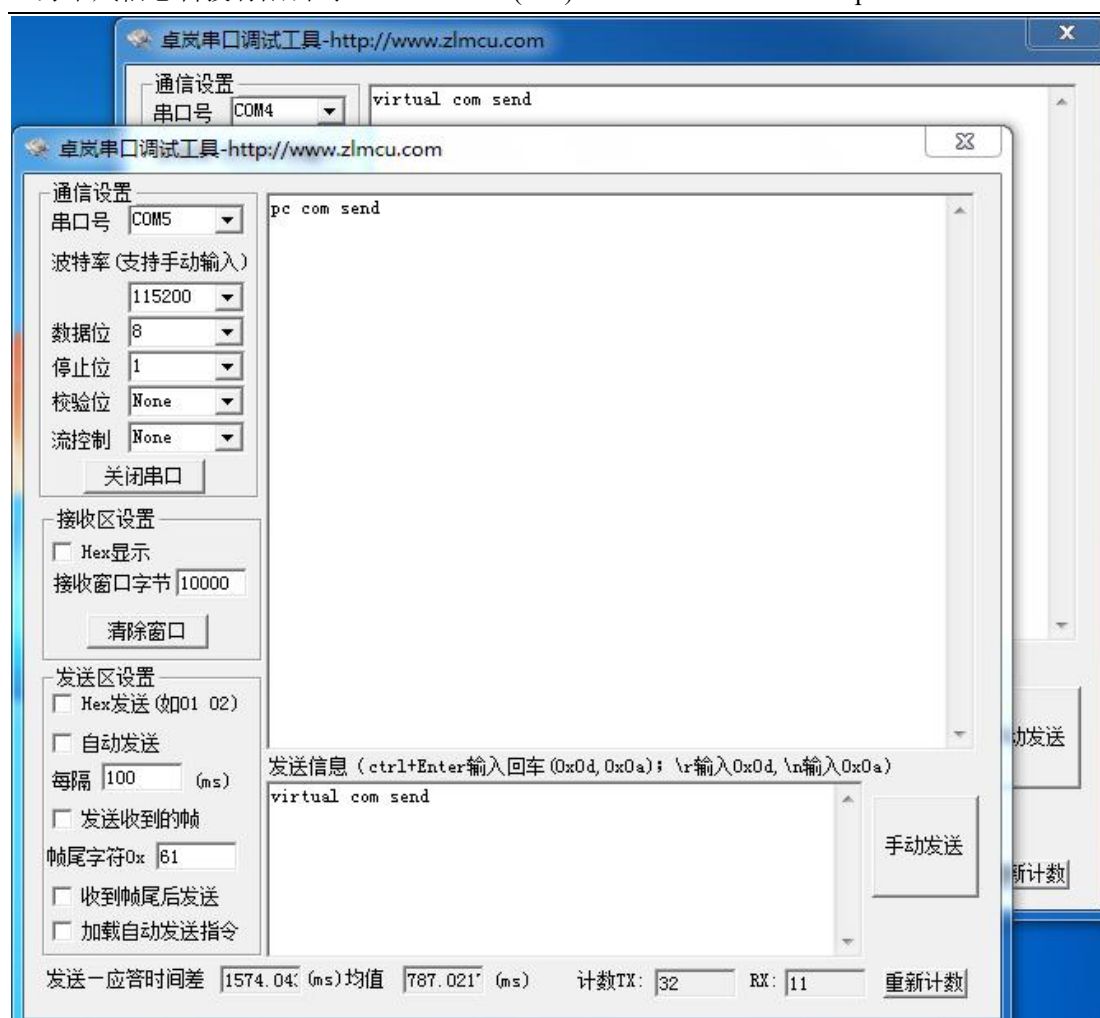 卓岚串口调试工具-http://www.zlmcu.com
x
通信设置
串口号 COM4
virtual com send
卓岚串口调试工具-http://www.zlmcu.com
通信设置
串口号 COM5
pc com send
波特率(支持手动输入)
115200
数据位 8
停止位 1
校验位 None
流控制 None
关闭串口
接收区设置
Hex显示
接收窗口字节 10000
清除窗口
发送区设置
Hex发送(如01 02)
自动发送
动发送
每隔 100 (ms)
发送信息(ctrl+Enter输入回车(0x0d,0x0a); \r输入0x0d,\n输入0x0a)
virtual com send
发送收到的帧
手动发送
帧尾字符0x 61
新计数
收到帧尾后发送
加载自动发送指令
发送一应答时间差 1574.04 (ms)均值 787.021 (ms) 计数TX: 32 RX: 11 重新计数